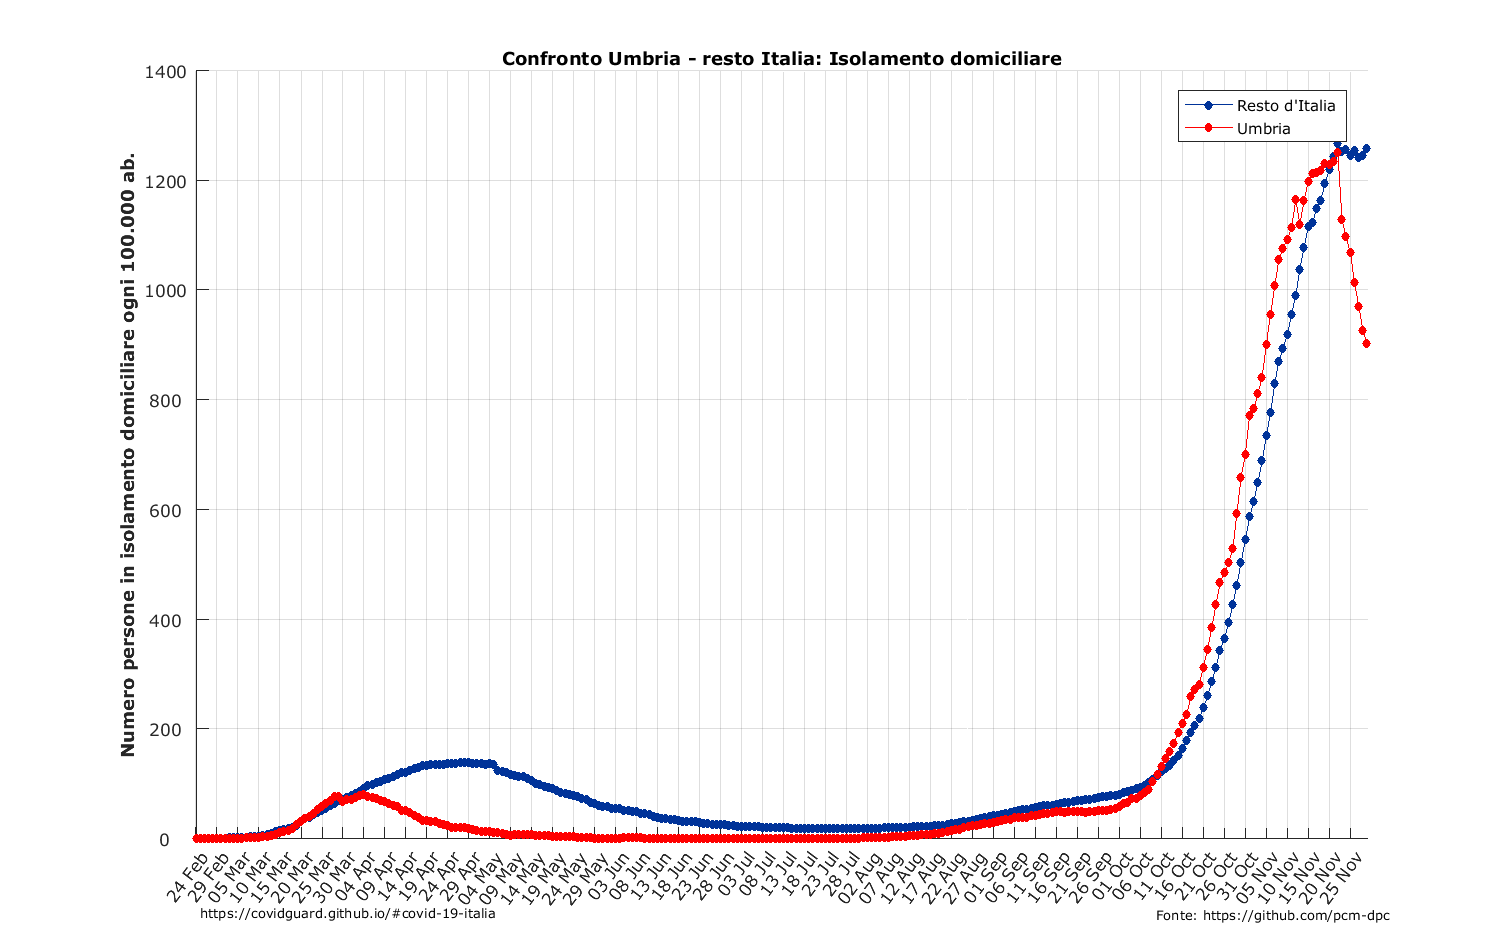 Confronto Umbria - resto Italia: Isolamento domiciliare
Numero persone in isolamento domiciliare ogni 100.000 ab.
1400
1200
1000
800
600
400
200
0
Resto d'Italia
Umbria
24 Feb
29 Feb
05 Mar
10 Mar
15 Mar
20 Mar
25 Mar
30 Mar
04 Apr
09 Apr
14 Apr
19 Apr
24 Apr
29 Apr
04 May
09 May
14 May
19 May
24 May
29 May
03 Jun
08 Jun
13 Jun
18 Jun
23 Jun
28 Jun
03 Jul
08 Jul
13 Jul
18 Jul
23 Jul
28 Jul
02 Aug
07 Aug
12 Aug
17 Aug
22 Aug
27 Aug
01 Sep
06 Sep
11 Sep
16 Sep
21 Sep
26 Sep
01 Oct
06 Oct
11 Oct
16 Oct
21 Oct
26 Oct
31 Oct
05 Nov
10 Nov
15 Nov
20 Nov
25 Nov
https://covidguard.github.io/#covid-19-italia
Fonte: https://github.com/pcm-dpc